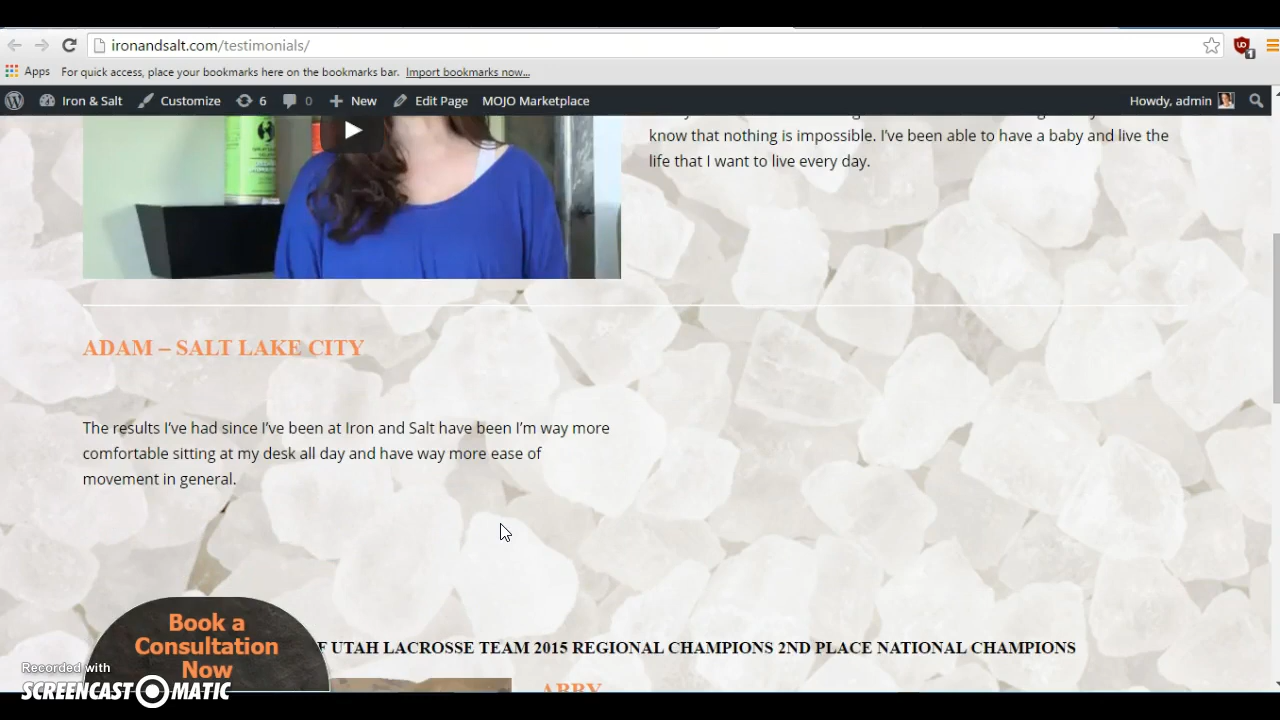 ironandsalt.com/testimonials/
Apps For quick access, place your bookmarks here on the bookmarks bar. Import bookmarks now...
Iron & Salt Customize 6 0 New Edit Page MOJO Marketplace Howdy, admin
know that nothing is impossible. I’ve been able to have a baby and live the
life that I want to live every day.
ADAM – SALT LAKE CITY
The results I’ve had since I’ve been at Iron and Salt have been I’m way more
comfortable sitting at my desk all day and have way more ease of
movement in general.
Book a
Consultation
Now
UTAH LACROSSE TEAM 2015 REGIONAL CHAMPIONS 2ND PLACE NATIONAL CHAMPIONS
ABBY
Recorded with
SCREENCAST-O-MATIC